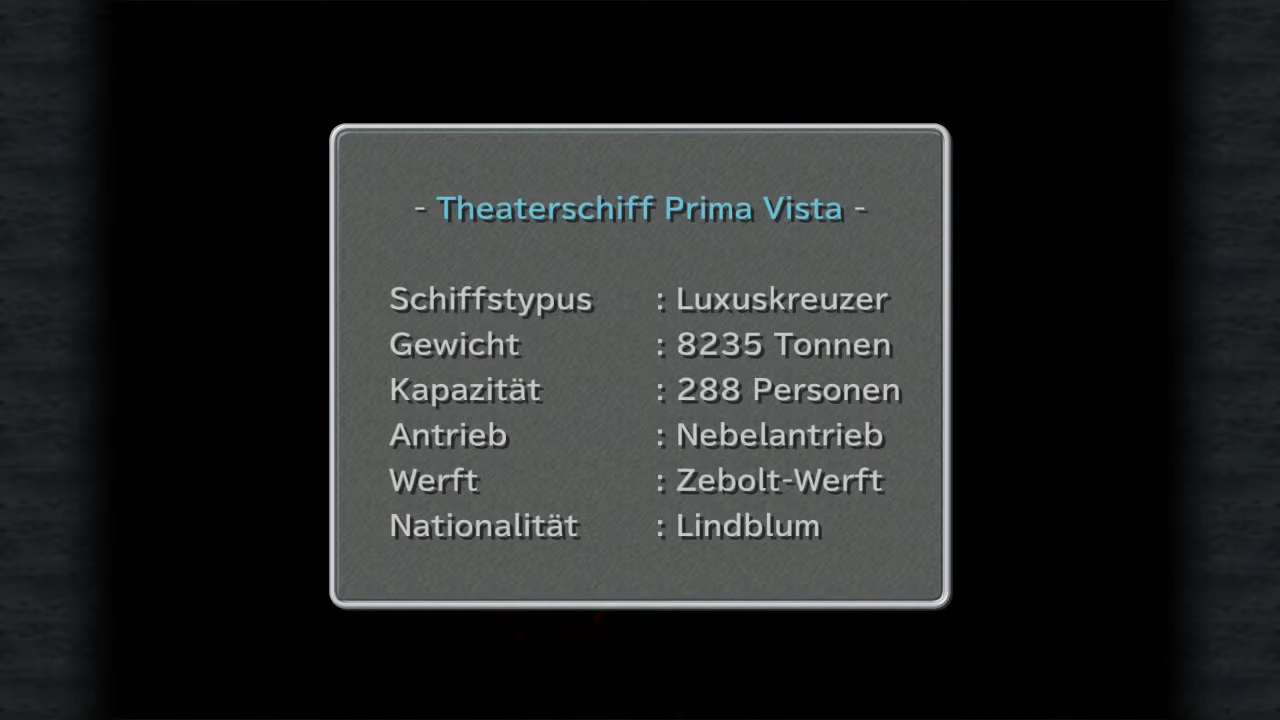 - Theaterschiff Prima Vista -
Schiffstypus : Luxuskreuzer
Gewicht : 8235 Tonnen
Kapazität : 288 Personen
Antrieb : Nebelantrieb
Werft : Zebolt-Werft
Nationalität : Lindblum